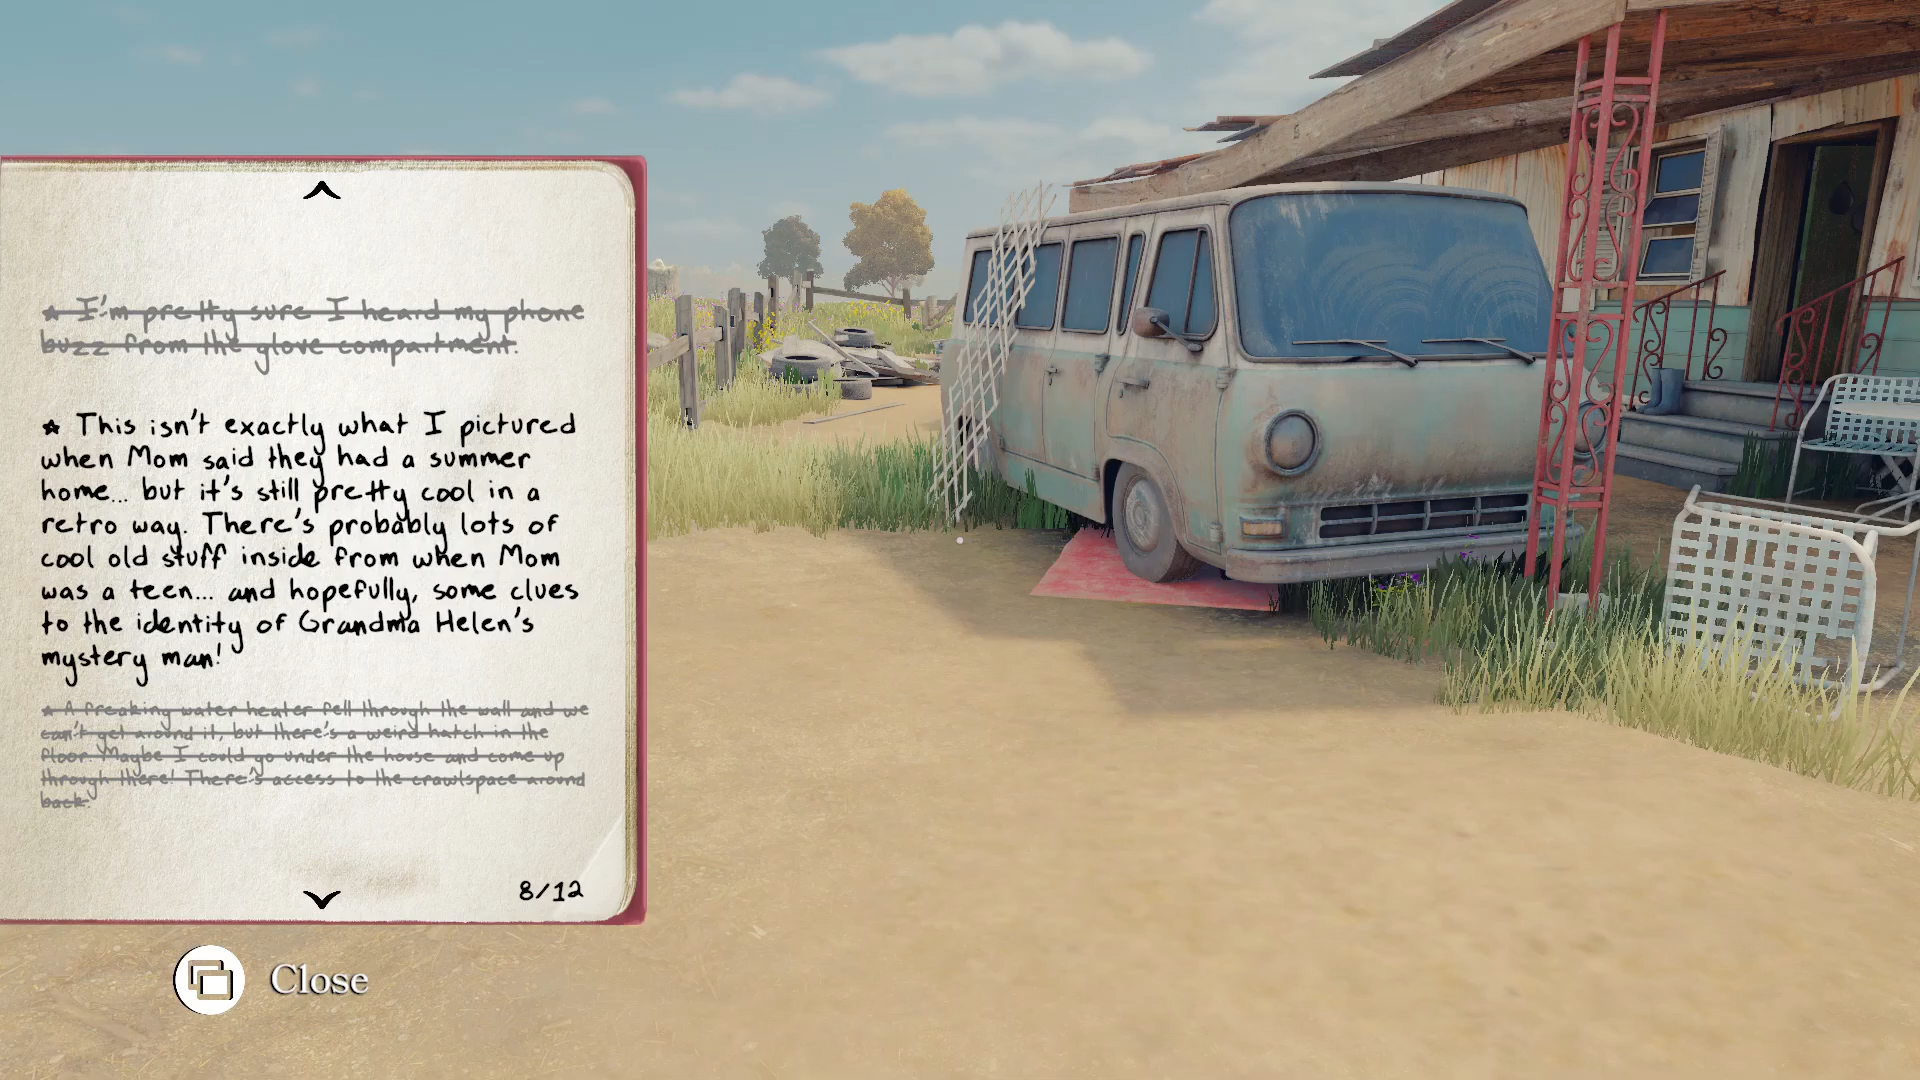 ★ I'm pretty sure I heard my phone
buzz from the glove compartment.
★ This isn't exactly what I pictured
when Mom said they had a summer
home... but it's still pretty cool in a
retro way. There's probably lots of
cool old stuff inside from when Mom
was a teen... and hopefully, some clues
to the identity of Grandma Helen's
mystery man!
★ A freaking water heater fell through the wall and we
can't get around it, but there's a weird hatch in the
floor. Maybe I could go under the house and come up
through there! There's access to the crawlspace around
back.
8/12
Close